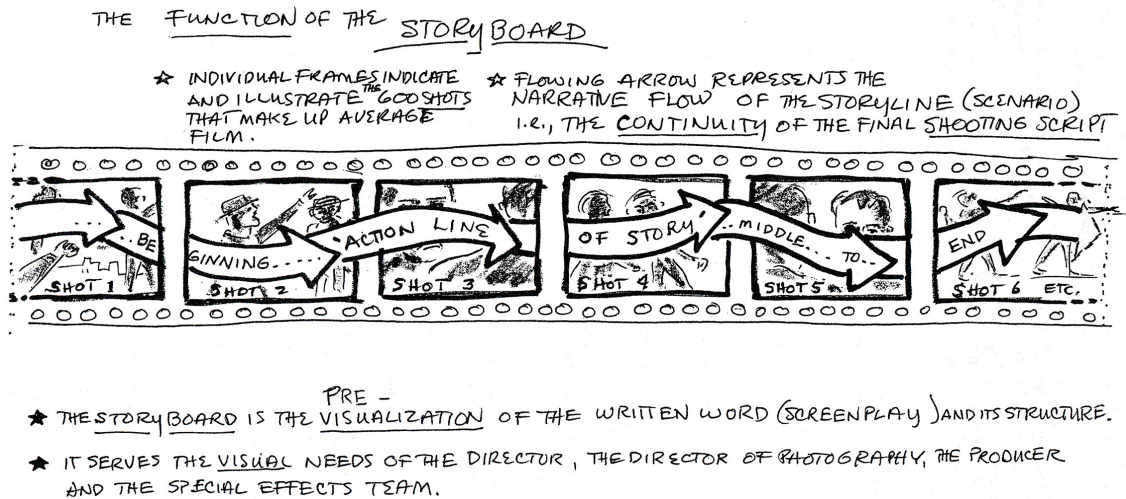 THE FUNCTION OF THE STORYBOARD
☆ INDIVIDUAL FRAMES INDICATE
AND ILLUSTRATE THE 600 SHOTS
THAT MAKE UP AVERAGE
FILM.
☆ FLOWING ARROW REPRESENTS THE
NARRATIVE FLOW OF THE STORYLINE (SCENARIO)
I.E., THE CONTINUITY OF THE FINAL SHOOTING SCRIPT
..BE
GINNING.....
ACTION LINE
OF STORY.
..MIDDLE..
TO...
END
SHOT 1
SHOT 2
SHOT 3
SHOT 4
SHOT 5
SHOT 6 ETC.
PRE -
★ THE STORYBOARD IS THE VISUALIZATION OF THE WRITTEN WORD (SCREENPLAY) AND ITS STRUCTURE.
★ IT SERVES THE VISUAL NEEDS OF THE DIRECTOR, THE DIRECTOR OF PHOTOGRAPHY, THE PRODUCER
AND THE SPECIAL EFFECTS TEAM.